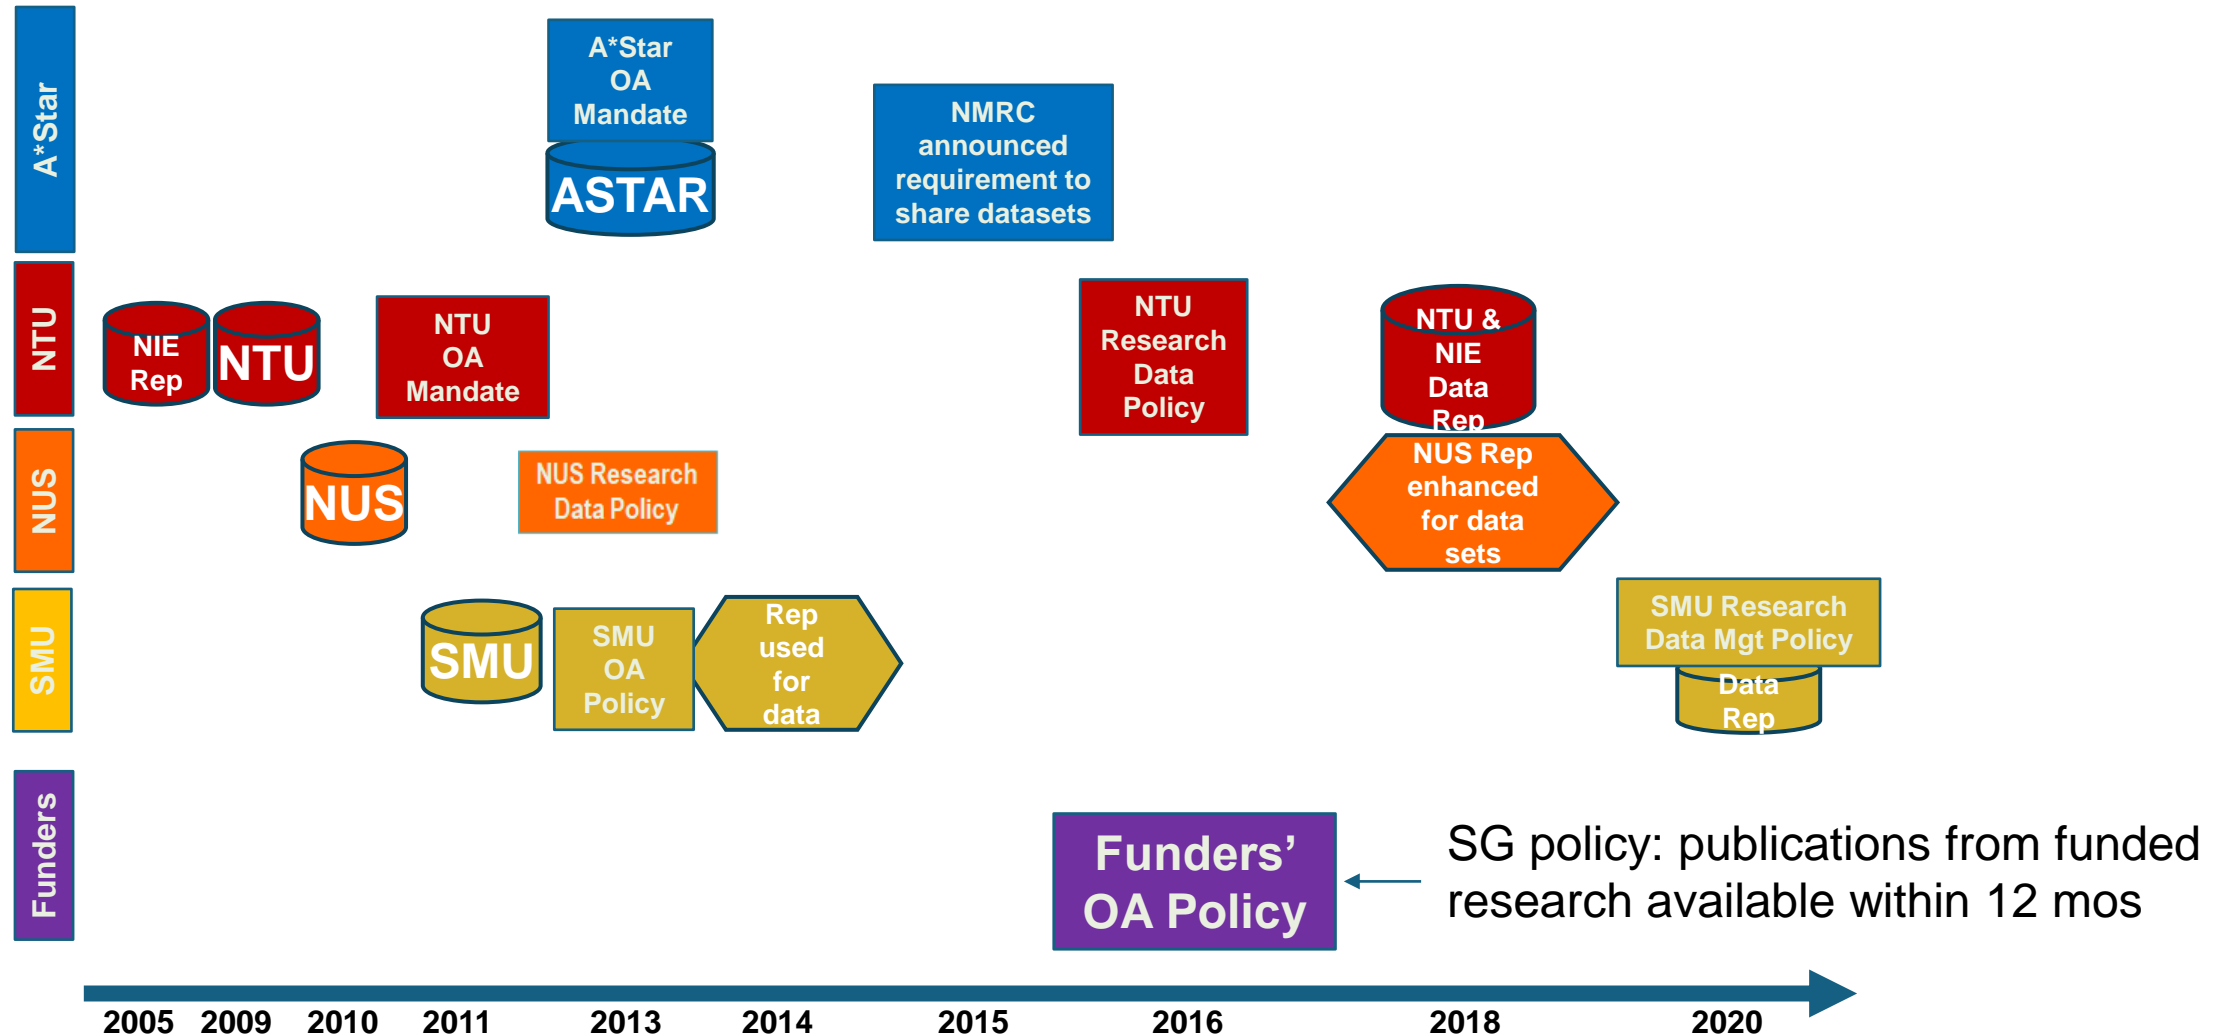 A*Star
A*Star
OA
Mandate
ASTAR
NMRC
announced
requirement to
share datasets
NTU
NIE
Rep
NTU
NTU
OA
Mandate
NTU
Research
Data
Policy
NTU &
NIE
Data
Rep
NUS
NUS
NUS Research
Data Policy
NUS Rep
enhanced
for data
sets
SMU
SMU
SMU
OA
Policy
Rep
used
for
data
SMU Research
Data Mgt Policy
Data
Rep
Funders
Funders’
OA Policy
SG policy: publications from funded
research available within 12 mos
2005 2009 2010 2011 2013 2014 2015 2016 2018 2020